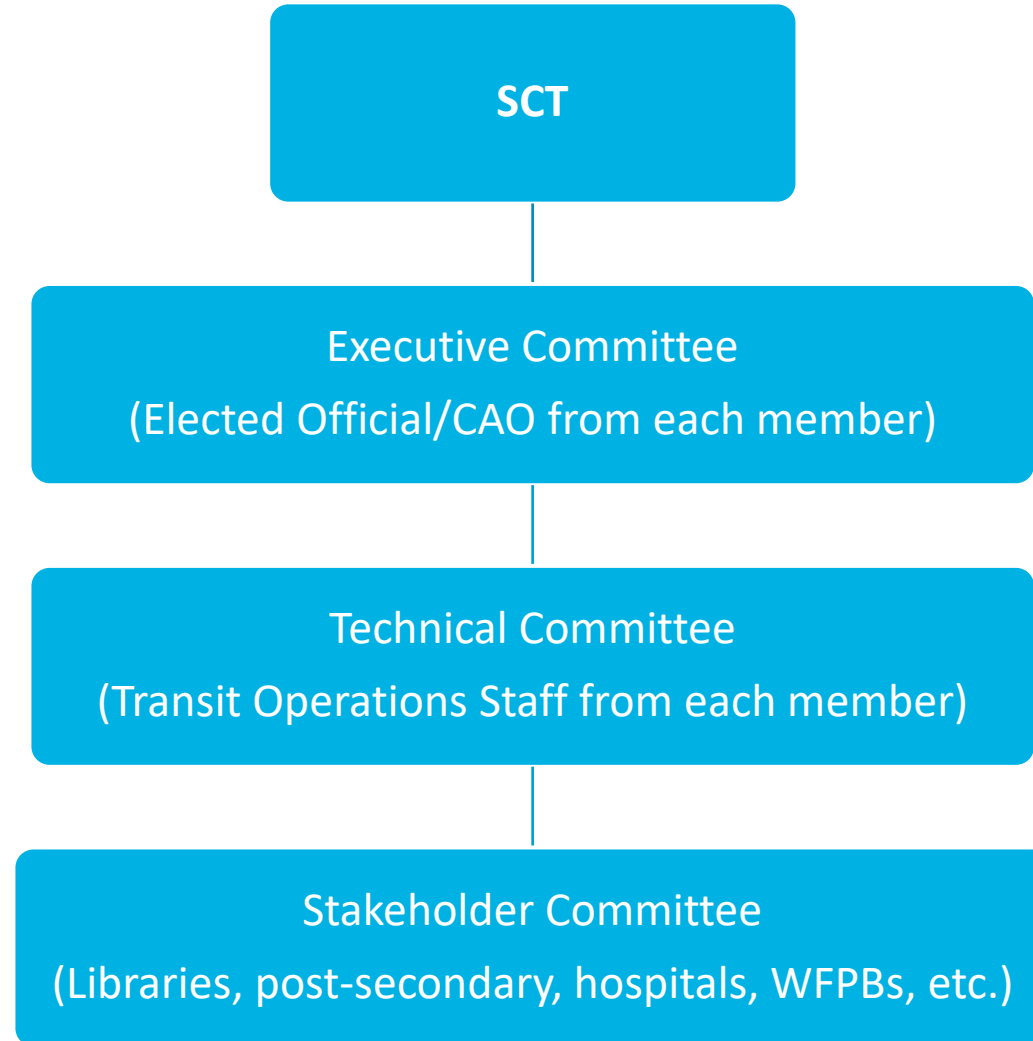 SCT
Executive Committee
(Elected Official/CAO from each member)
Technical Committee
(Transit Operations Staff from each member)
Stakeholder Committee
(Libraries, post-secondary, hospitals, WFPBs, etc.)